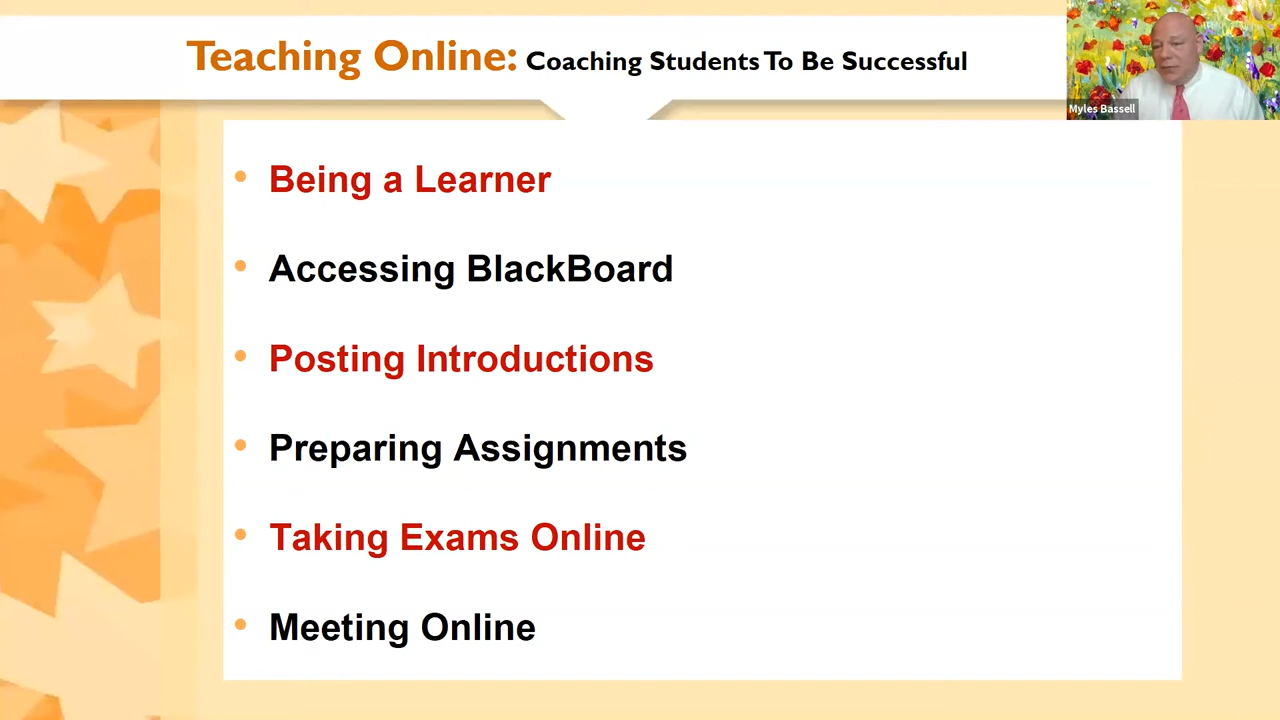 Teaching Online: Coaching Students To Be Successful
Myles Bassell
• Being a Learner
• Accessing BlackBoard
• Posting Introductions
• Preparing Assignments
• Taking Exams Online
• Meeting Online